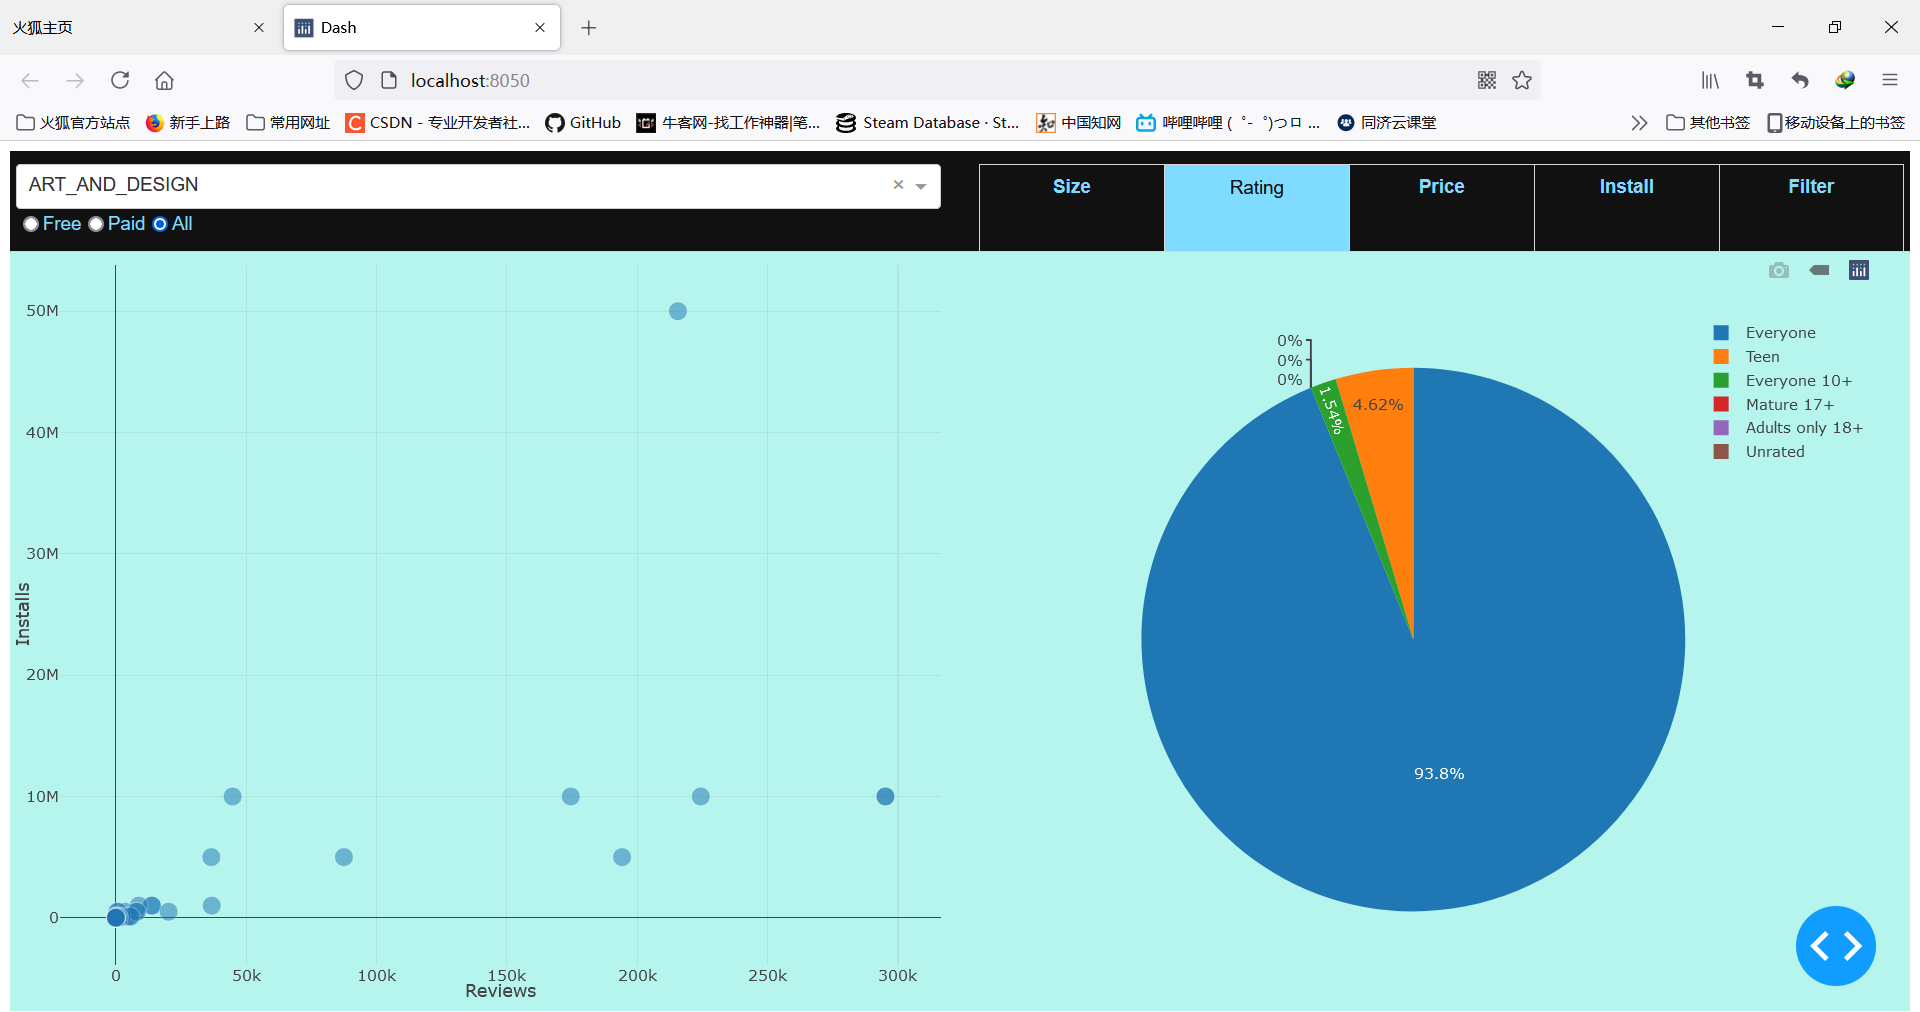 火狐主页
Dash
localhost:8050
火狐官方站点 新手上路 常用网址 CSDN - 专业开发者社... GitHub 牛客网-找工作神器|笔... Steam Database · St... 中国知网 哔哩哔哩 ( ゜- ゜)つロ ... 同济云课堂 其他书签 移动设备上的书签
ART_AND_DESIGN
Free Paid All
Size Rating Price Install Filter
50M
40M
30M
20M
10M
0
Installs
0 50k 100k 150k 200k 250k 300k
Reviews
0%
0%
0%
1.54%
4.62%
93.8%
Everyone
Teen
Everyone 10+
Mature 17+
Adults only 18+
Unrated